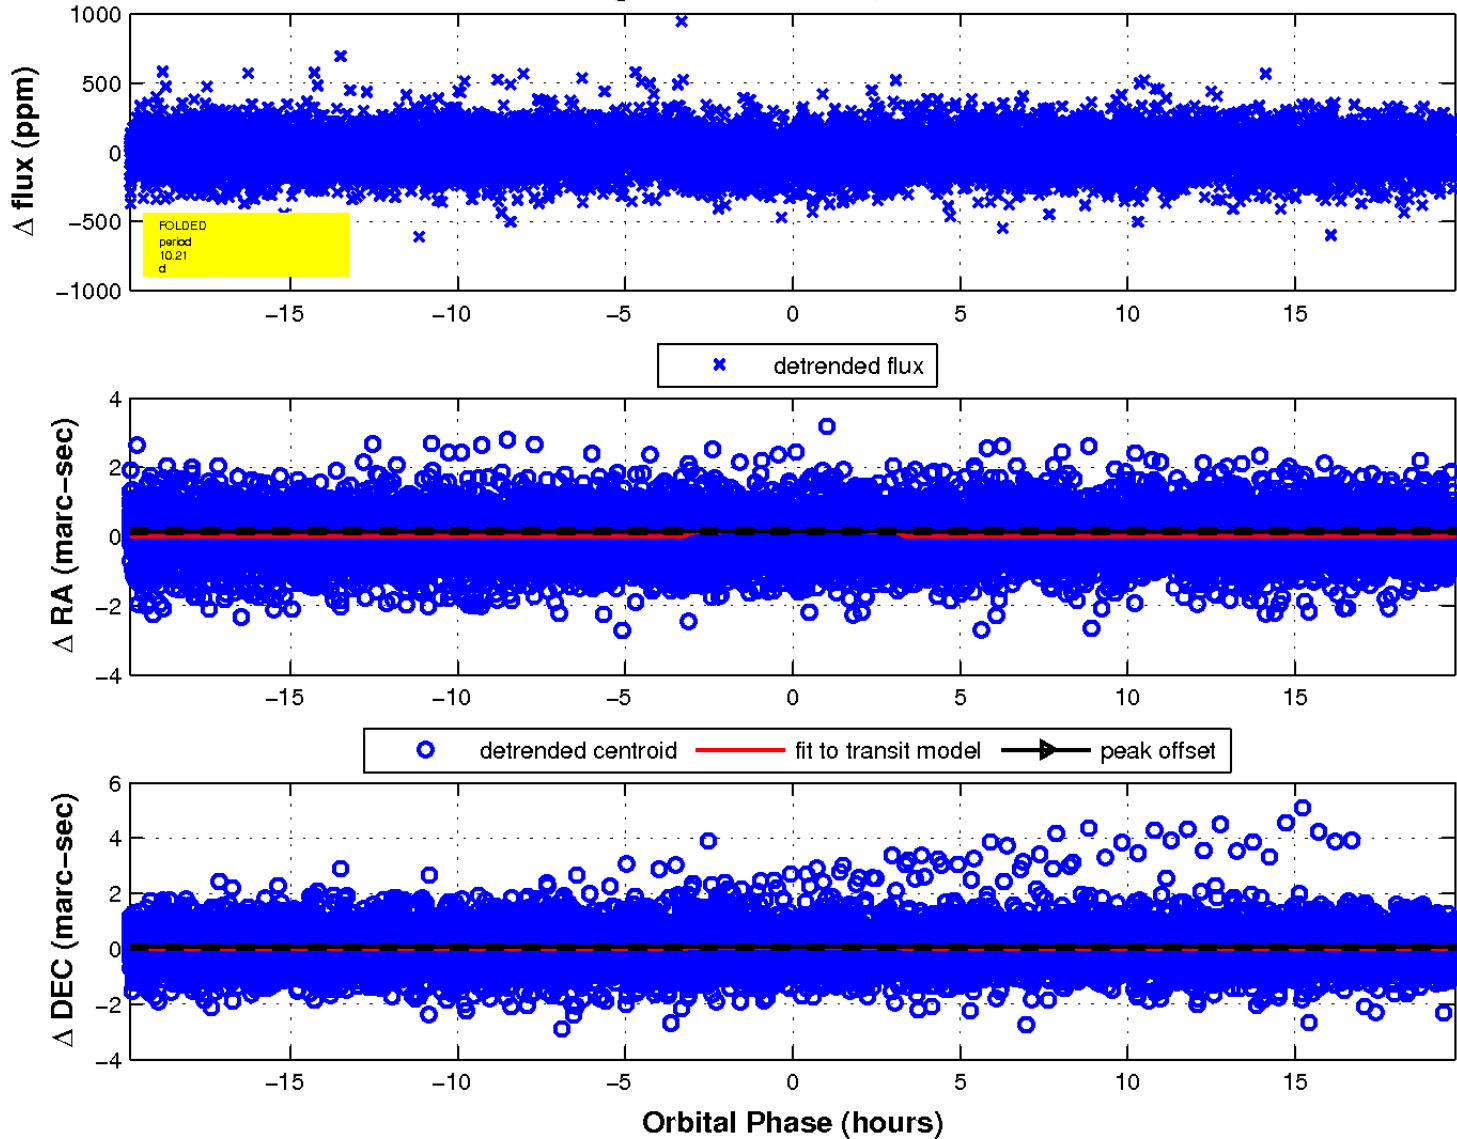 1000
500
0
−500
−1000
Δ flux (ppm)
FOLDED
period
10.21
d
−15 −10 −5 0 5 10 15
detrended flux
4
2
0
−2
−4
Δ RA (marc−sec)
−15 −10 −5 0 5 10 15
detrended centroid fit to transit model peak offset
6
4
2
0
−2
−4
Δ DEC (marc−sec)
−15 −10 −5 0 5 10 15
Orbital Phase (hours)